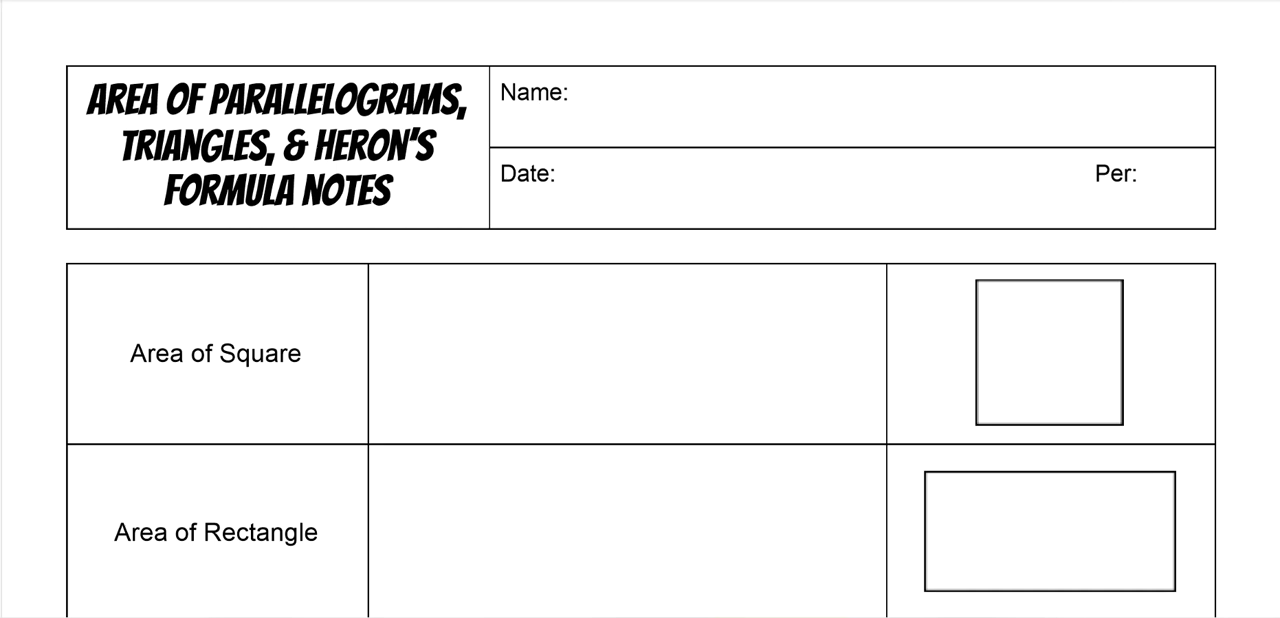 AREA OF PARALLELOGRAMS,
TRIANGLES, & HERON'S
FORMULA NOTES
Name:
Date:
Per:
Area of Square
Area of Rectangle